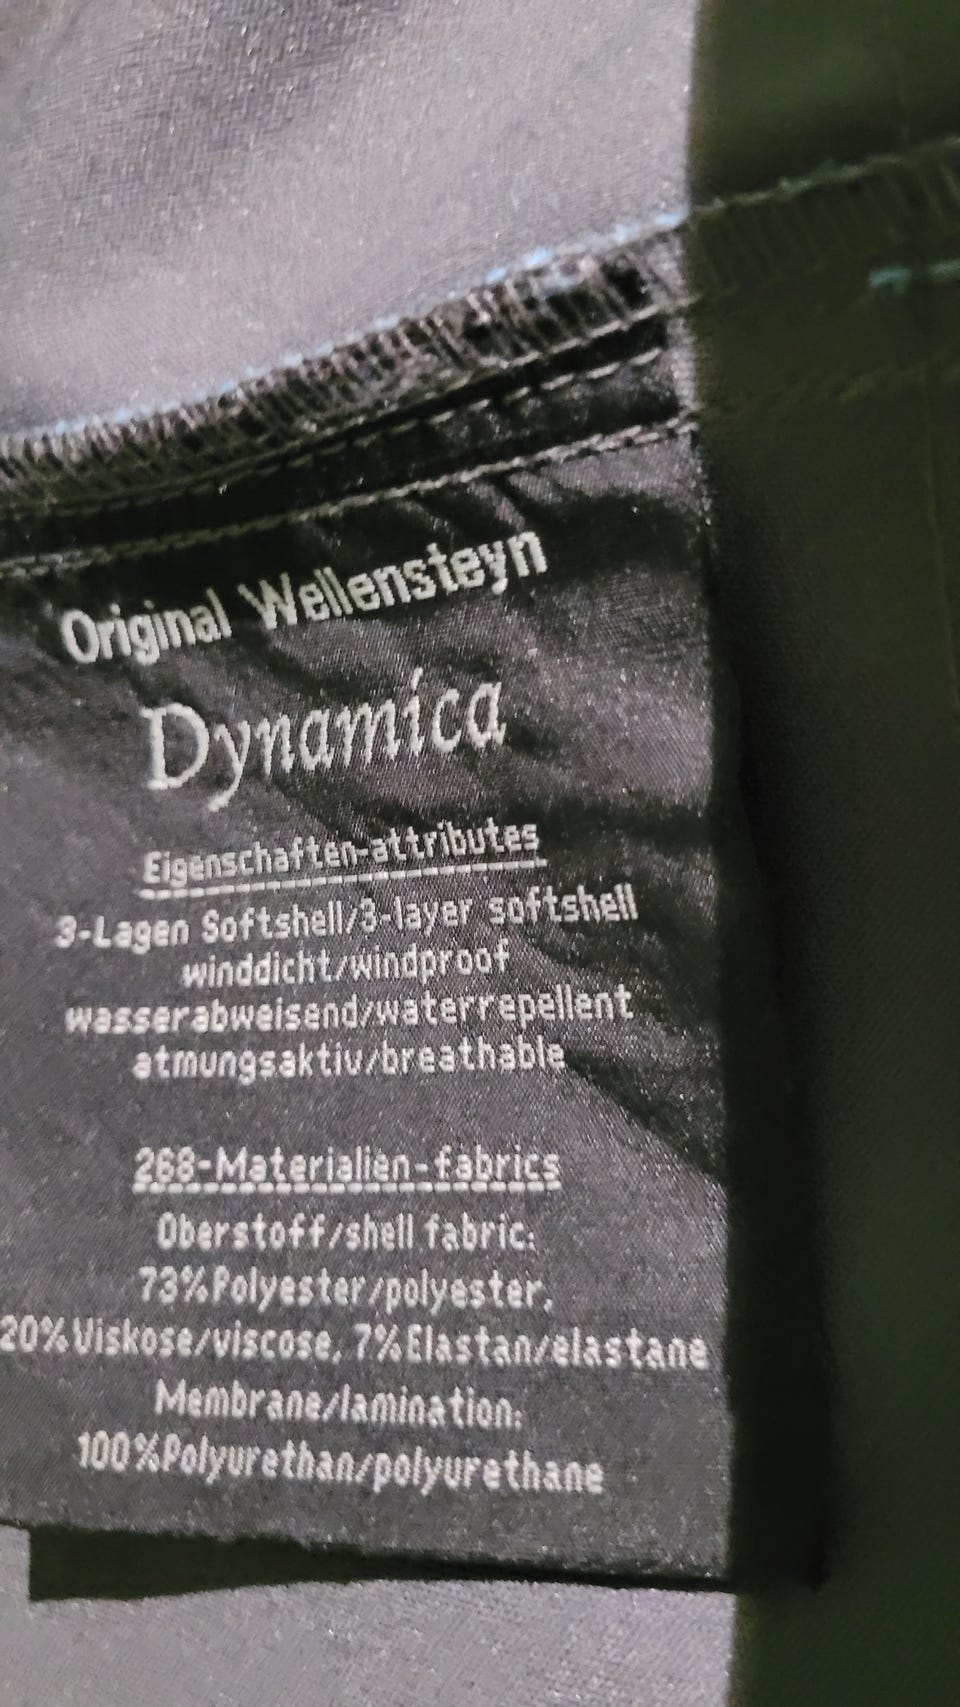 Original Wellensteyn
Dynamica
Eigenschaften-attributes
3-Lagen Softshell/3-layer softshell
winddicht/windproof
wasserabweisend/waterrepellent
atmungsaktiv/breathable
268-Materialien-fabrics
Oberstoff/shell fabric:
73%Polyester/polyester,
20%Viskose/viscose, 7%Elastan/elastane
Membrane/lamination:
100%Polyurethan/polyurethane